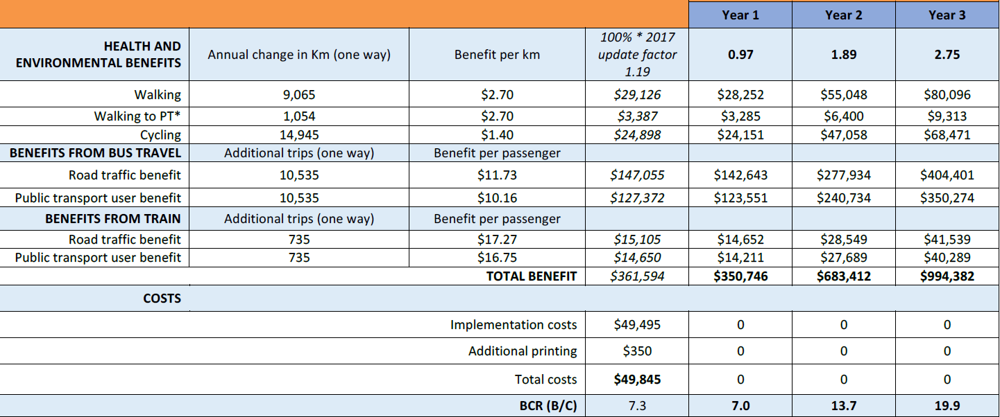 Year 1 Year 2 Year 3
HEALTH AND
ENVIRONMENTAL BENEFITS Annual change in Km (one way) Benefit per km 100% * 2017
update factor
1.19 0.97 1.89 2.75
Walking 9,065 $2.70 $29,126 $28,252 $55,048 $80,096
Walking to PT* 1,054 $2.70 $3,387 $3,285 $6,400 $9,313
Cycling 14,945 $1.40 $24,898 $24,151 $47,058 $68,471
BENEFITS FROM BUS TRAVEL Additional trips (one way) Benefit per passenger
Road traffic benefit 10,535 $11.73 $147,055 $142,643 $277,934 $404,401
Public transport user benefit 10,535 $10.16 $127,372 $123,551 $240,734 $350,274
BENEFITS FROM TRAIN Additional trips (one way) Benefit per passenger
Road traffic benefit 735 $17.27 $15,105 $14,652 $28,549 $41,539
Public transport user benefit 735 $16.75 $14,650 $14,211 $27,689 $40,289
TOTAL BENEFIT $361,594 $350,746 $683,412 $994,382
COSTS
Implementation costs $49,495 0 0 0
Additional printing $350 0 0 0
Total costs $49,845 0 0 0
BCR (B/C) 7.3 7.0 13.7 19.9